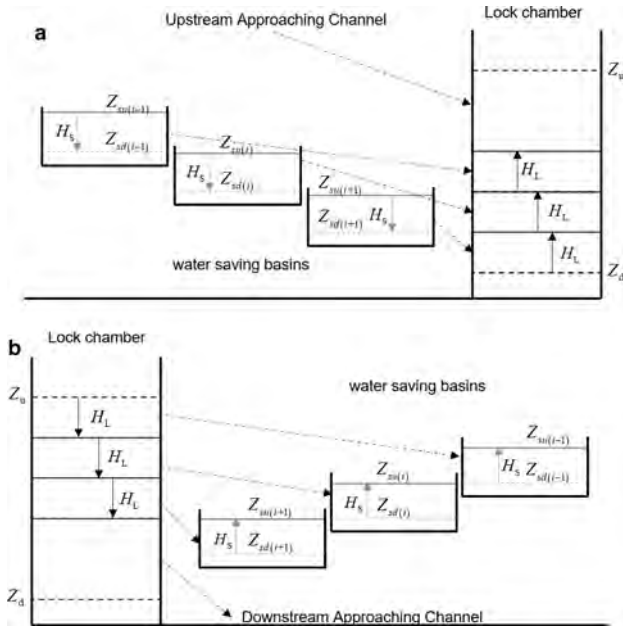 a
Upstream Approaching Channel
Lock chamber
Z_u
Z_su(i-1)
H_S
Z_sd(i-1)
Z_su(i)
H_S
Z_sd(i)
Z_su(i+1)
Z_sd(i+1)
H_S
H_L
H_L
H_L
Z_d
water saving basins
b
Lock chamber
Z_u
H_L
H_L
H_L
Z_d
water saving basins
Z_su(i-1)
H_S
Z_sd(i-1)
Z_su(i)
H_S
Z_sd(i)
Z_su(i+1)
H_S
Z_sd(i+1)
Downstream Approaching Channel